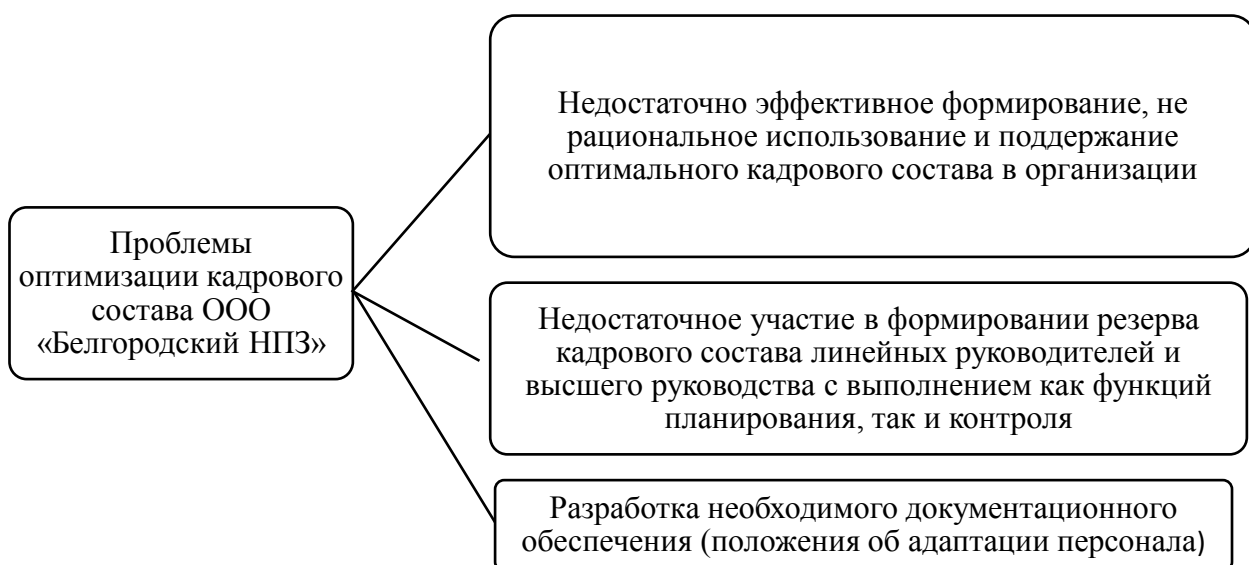 Недостаточно эффективное формирование, не
рациональное использование и поддержание
оптимального кадрового состава в организации
Проблемы
оптимизации кадрового
состава ООО
«Белгородский НПЗ»
Недостаточное участие в формировании резерва
кадрового состава линейных руководителей и
высшего руководства с выполнением как функций
планирования, так и контроля
Разработка необходимого документационного
обеспечения (положения об адаптации персонала)